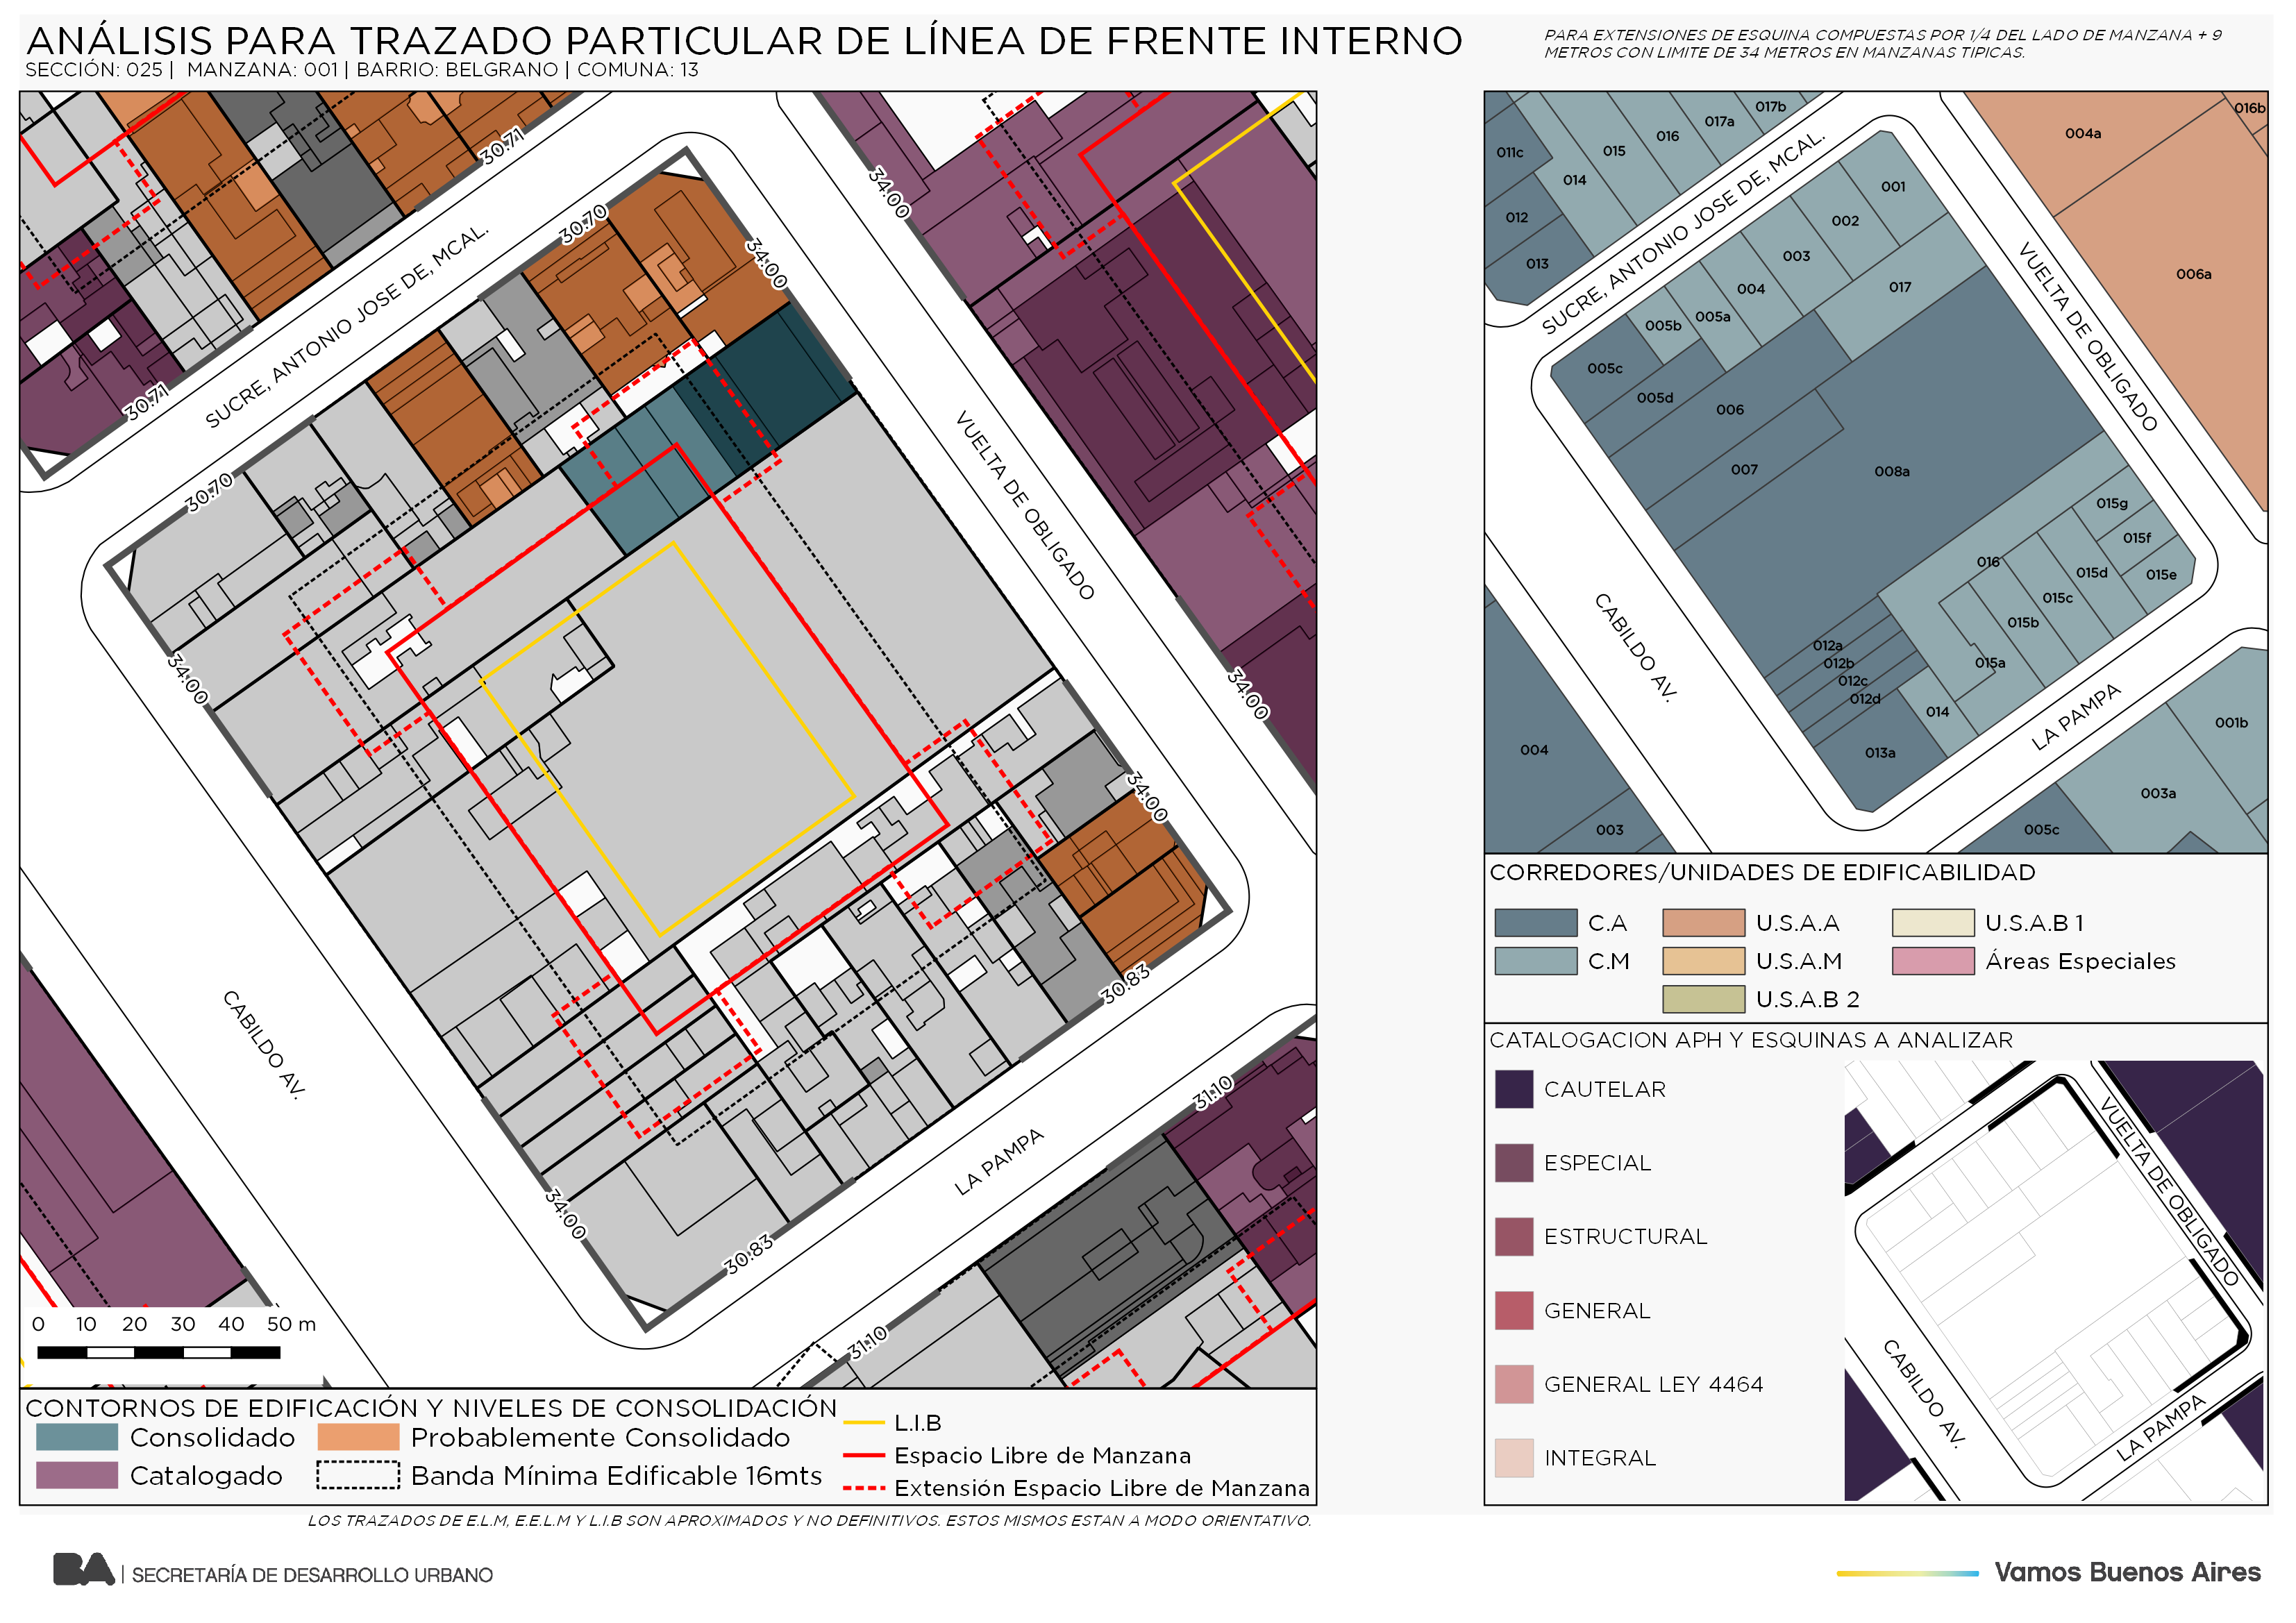 ANÁLISIS PARA TRAZADO PARTICULAR DE LÍNEA DE FRENTE INTERNO
SECCIÓN: 025 | MANZANA: 001 | BARRIO: BELGRANO | COMUNA: 13
PARA EXTENSIONES DE ESQUINA COMPUESTAS POR 1/4 DEL LADO DE MANZANA + 9
METROS CON LIMITE DE 34 METROS EN MANZANAS TIPICAS.
30.71
30.71
SUCRE, ANTONIO JOSE DE, MCAL.
30.70
30.70
34.00
34.00
VUELTA DE OBLIGADO
34.00
34.00
34.00
34.00
CABILDO AV.
30.83
30.83
LA PAMPA
31.10
31.10
0 10 20 30 40 50 m
CONTORNOS DE EDIFICACIÓN Y NIVELES DE CONSOLIDACIÓN
Consolidado
Probablemente Consolidado
Catalogado
Banda Mínima Edificable 16mts
L.I.B
Espacio Libre de Manzana
Extensión Espacio Libre de Manzana
LOS TRAZADOS DE E.L.M, E.E.L.M Y L.I.B SON APROXIMADOS Y NO DEFINITIVOS. ESTOS MISMOS ESTAN A MODO ORIENTATIVO.
017b
017a
016
015
014
011c
012
013
004a
016b
006a
SUCRE, ANTONIO JOSE DE, MCAL.
VUELTA DE OBLIGADO
001
002
003
004
005a
005b
005c
005d
017
006
007
008a
015g
015f
015e
016
015d
015c
015b
015a
012a
012b
012c
012d
014
013a
CABILDO AV.
LA PAMPA
004
003
001b
003a
005c
CORREDORES/UNIDADES DE EDIFICABILIDAD
C.A
U.S.A.A
U.S.A.B 1
C.M
U.S.A.M
Áreas Especiales
U.S.A.B 2
CATALOGACION APH Y ESQUINAS A ANALIZAR
CAUTELAR
ESPECIAL
ESTRUCTURAL
GENERAL
GENERAL LEY 4464
INTEGRAL
VUELTA DE OBLIGADO
CABILDO AV.
LA PAMPA
BA | SECRETARÍA DE DESARROLLO URBANO
Vamos Buenos Aires